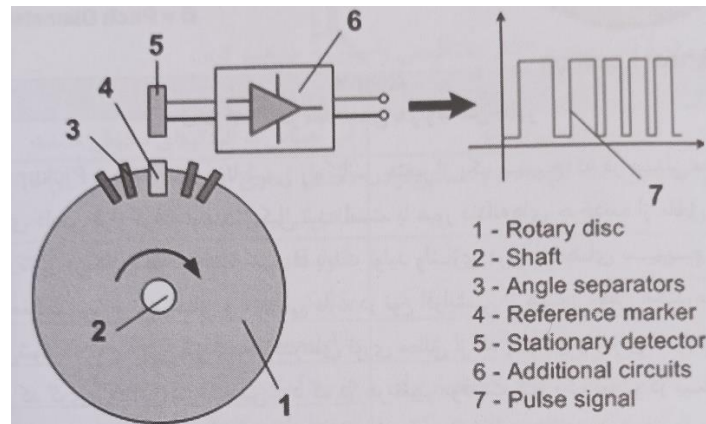 6
5
4
3
2
1
7
1 - Rotary disc
2 - Shaft
3 - Angle separators
4 - Reference marker
5 - Stationary detector
6 - Additional circuits
7 - Pulse signal